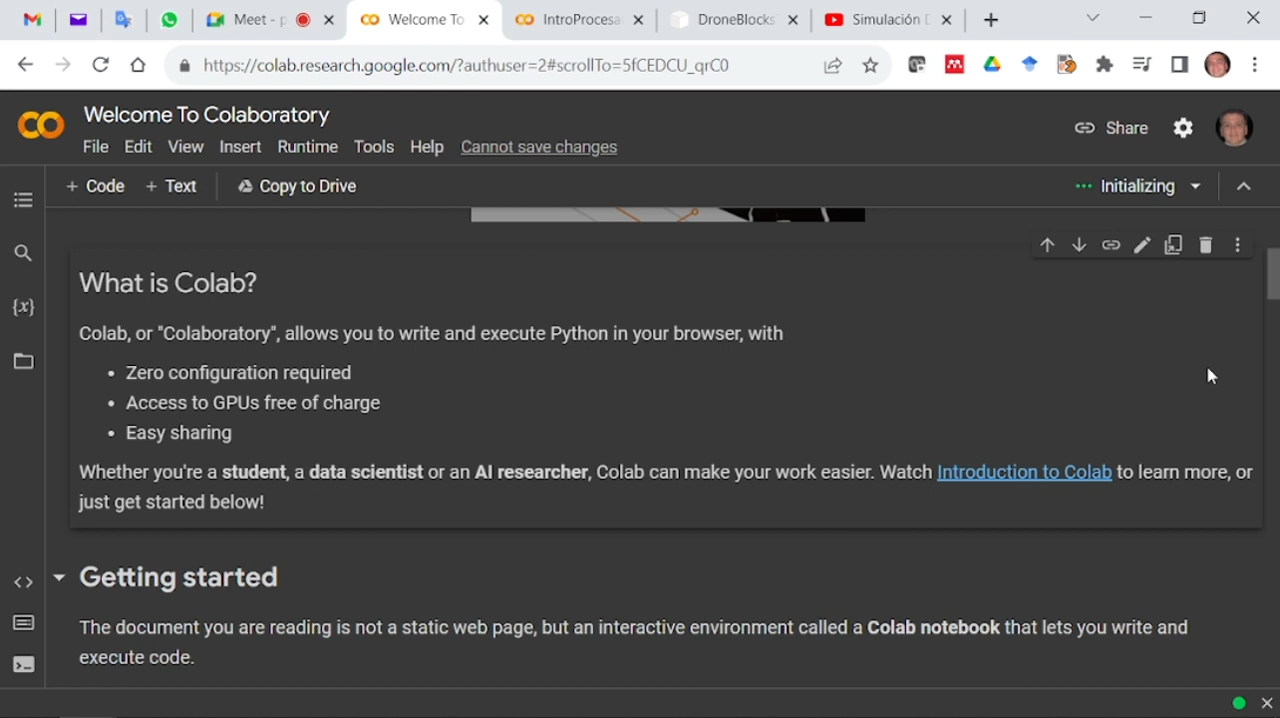 Meet - p
Welcome To
IntroProcesa
DroneBlocks
Simulación D
https://colab.research.google.com/?authuser=2#scrollTo=5fCEDCU_qrC0
Welcome To Colaboratory
Share
File Edit View Insert Runtime Tools Help Cannot save changes
+ Code + Text Copy to Drive
Initializing
What is Colab?
Colab, or "Colaboratory", allows you to write and execute Python in your browser, with
• Zero configuration required
• Access to GPUs free of charge
• Easy sharing
Whether you're a student, a data scientist or an AI researcher, Colab can make your work easier. Watch Introduction to Colab to learn more, or
just get started below!
Getting started
The document you are reading is not a static web page, but an interactive environment called a Colab notebook that lets you write and
execute code.